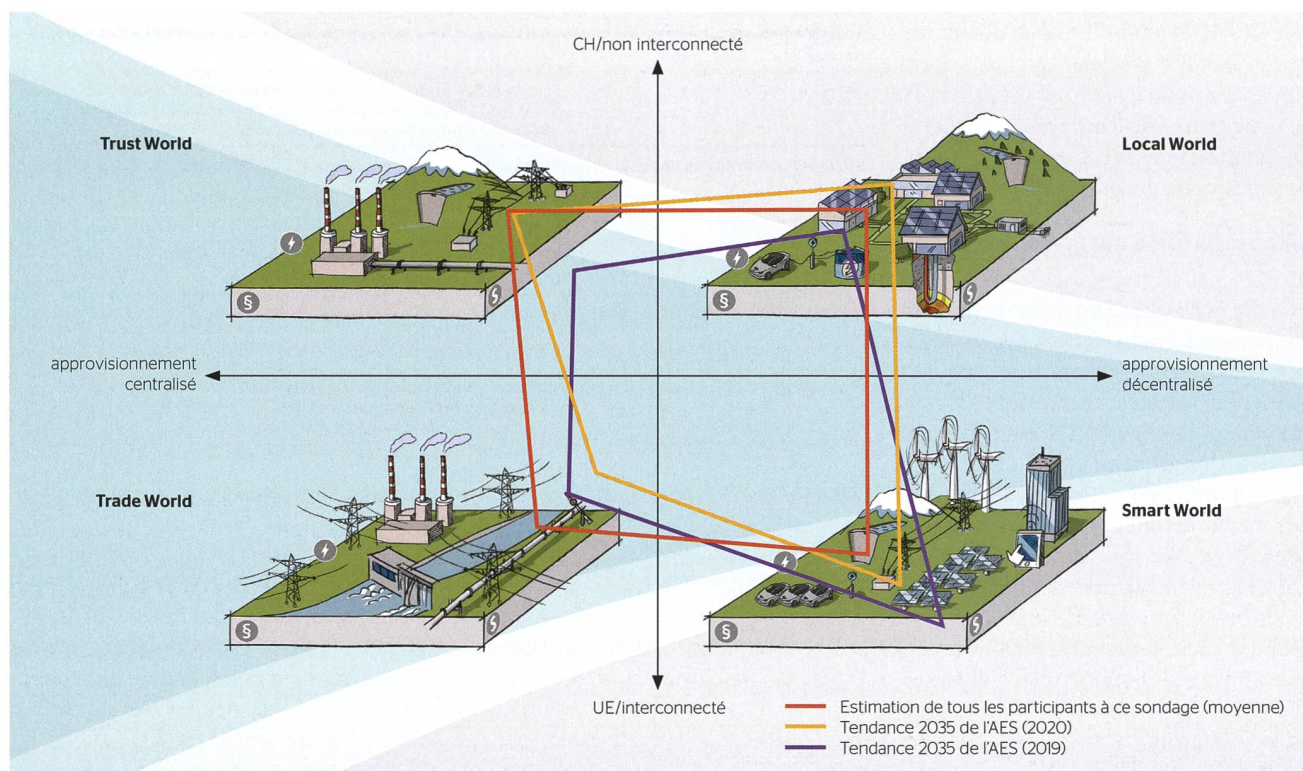 CH/non interconnecté
Trust World
Local World
§
§
approvisionnement
centralisé
approvisionnement
décentralisé
Trade World
Smart World
§
§
UE/interconnecté
Estimation de tous les participants à ce sondage (moyenne)
Tendance 2035 de l'AES (2020)
Tendance 2035 de l'AES (2019)